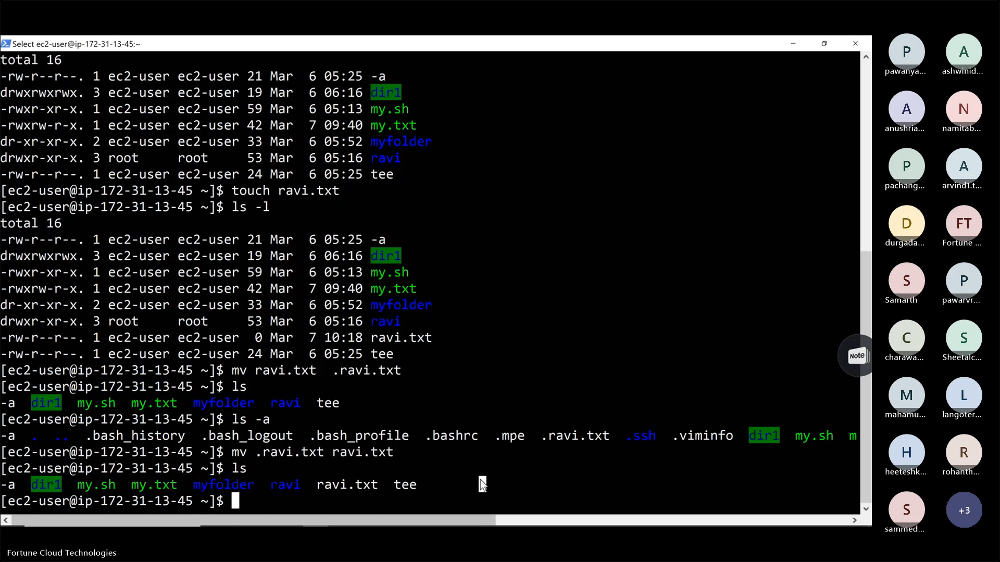 Select ec2-user@ip-172-31-13-45:~
total 16
-rw-r--r--. 1 ec2-user ec2-user 21 Mar  6 05:25 -a
drwxrwxrwx. 3 ec2-user ec2-user 19 Mar  6 06:16 dir1
-rwxr-xr-x. 1 ec2-user ec2-user 59 Mar  6 05:13 my.sh
-rwxrw-r-x. 1 ec2-user ec2-user 42 Mar  7 09:40 my.txt
dr-xr-xr-x. 2 ec2-user ec2-user 33 Mar  6 05:52 myfolder
drwxr-xr-x. 3 root     root     53 Mar  6 05:16 ravi
-rw-r--r--. 1 ec2-user ec2-user 24 Mar  6 05:25 tee
[ec2-user@ip-172-31-13-45 ~]$ touch ravi.txt
[ec2-user@ip-172-31-13-45 ~]$ ls -l
total 16
-rw-r--r--. 1 ec2-user ec2-user 21 Mar  6 05:25 -a
drwxrwxrwx. 3 ec2-user ec2-user 19 Mar  6 06:16 dir1
-rwxr-xr-x. 1 ec2-user ec2-user 59 Mar  6 05:13 my.sh
-rwxrw-r-x. 1 ec2-user ec2-user 42 Mar  7 09:40 my.txt
dr-xr-xr-x. 2 ec2-user ec2-user 33 Mar  6 05:52 myfolder
drwxr-xr-x. 3 root     root     53 Mar  6 05:16 ravi
-rw-r--r--. 1 ec2-user ec2-user  0 Mar  7 10:18 ravi.txt
-rw-r--r--. 1 ec2-user ec2-user 24 Mar  6 05:25 tee
[ec2-user@ip-172-31-13-45 ~]$ mv ravi.txt  .ravi.txt
[ec2-user@ip-172-31-13-45 ~]$ ls
-a  dir1  my.sh  my.txt  myfolder  ravi  tee
[ec2-user@ip-172-31-13-45 ~]$ ls -a
-a  .  ..  .bash_history  .bash_logout  .bash_profile  .bashrc  .mpe  .ravi.txt  .ssh  .viminfo  dir1  my.sh  m
[ec2-user@ip-172-31-13-45 ~]$ mv .ravi.txt ravi.txt
[ec2-user@ip-172-31-13-45 ~]$ ls
-a  dir1  my.sh  my.txt  myfolder  ravi  ravi.txt  tee
[ec2-user@ip-172-31-13-45 ~]$
Note
P A
pawanya... ashwinid...
A N
anushria... namitab...
P A
pachang... arvind1.t...
D FT
durgada... Fortune ...
S P
Samarth pawarvr...
C S
charawa... Sheetalc...
M L
mahamu... langoter...
H R
heeteshk... rohanth...
S +3
sammed...
Fortune Cloud Technologies